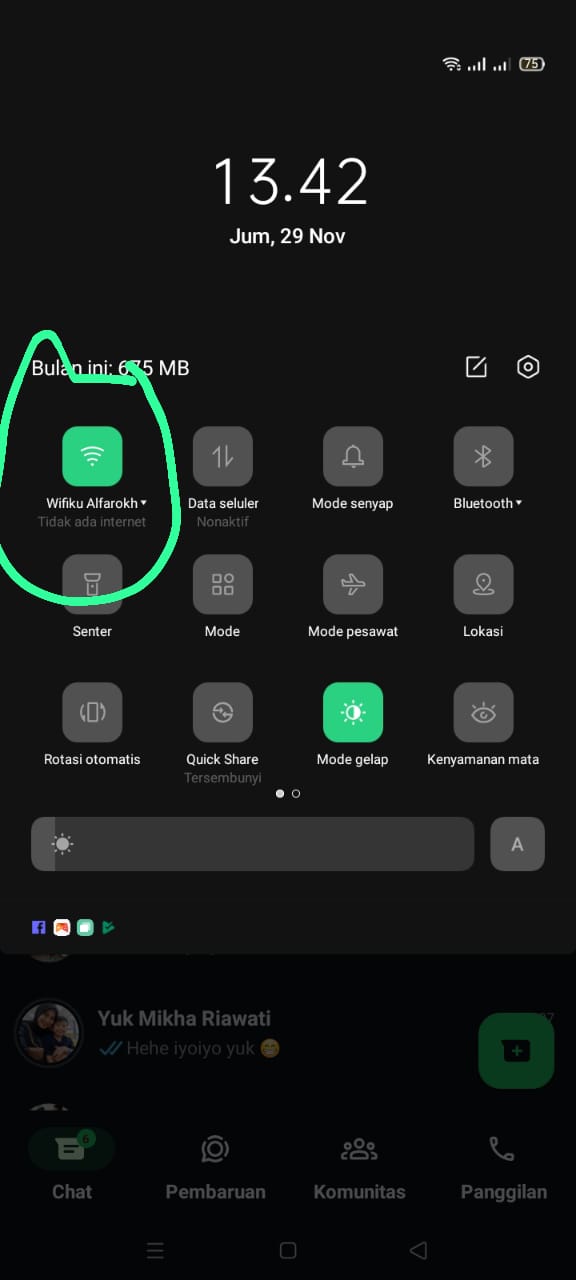 75
13.42
Jum, 29 Nov
Bulan ini: 675 MB
Wifiku Alfarokh
Tidak ada internet
Data seluler
Nonaktif
Mode senyap
Bluetooth
Senter
Mode
Mode pesawat
Lokasi
Rotasi otomatis
Quick Share
Tersembunyi
Mode gelap
Kenyamanan mata
A
Yuk Mikha Riawati
Hehe iyoiyo yuk 😁
6
Chat
Pembaruan
Komunitas
Panggilan